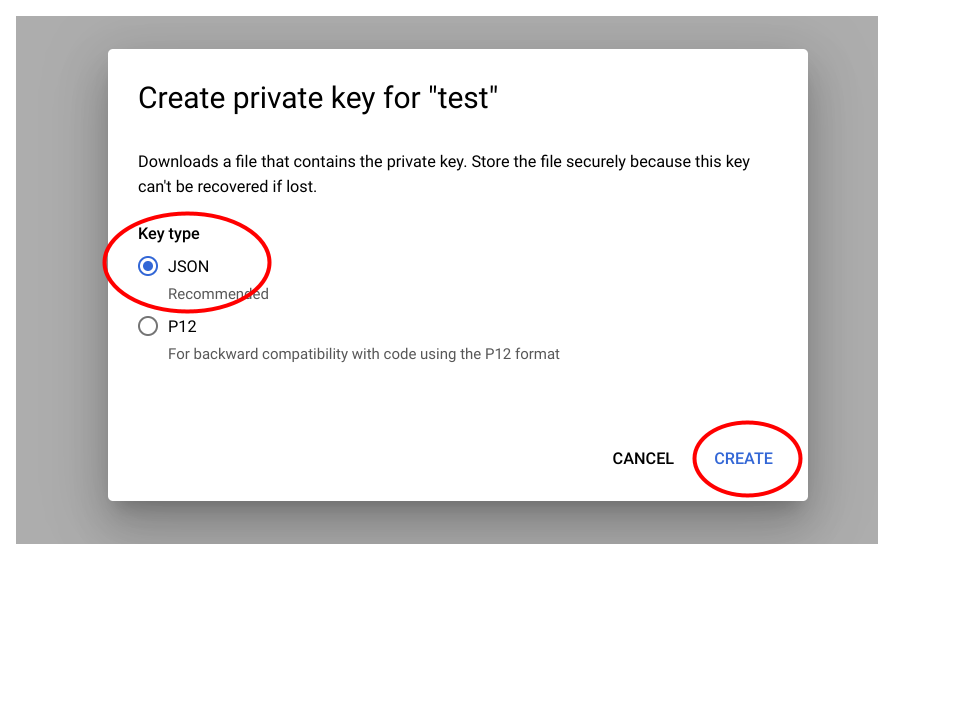 Create private key for "test"
Downloads a file that contains the private key. Store the file securely because this key
can't be recovered if lost.
Key type
JSON
Recommended
P12
For backward compatibility with code using the P12 format
CANCEL CREATE